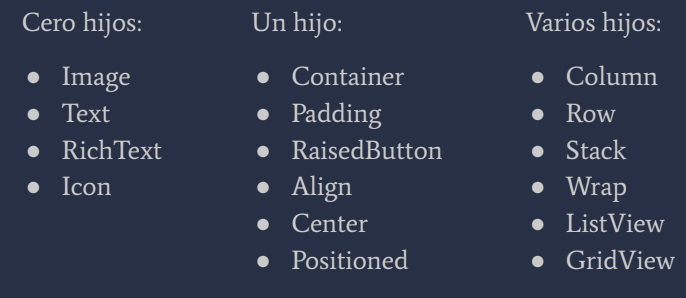 Cero hijos:
● Image
● Text
● RichText
● Icon
Un hijo:
● Container
● Padding
● RaisedButton
● Align
● Center
● Positioned
Varios hijos:
● Column
● Row
● Stack
● Wrap
● ListView
● GridView